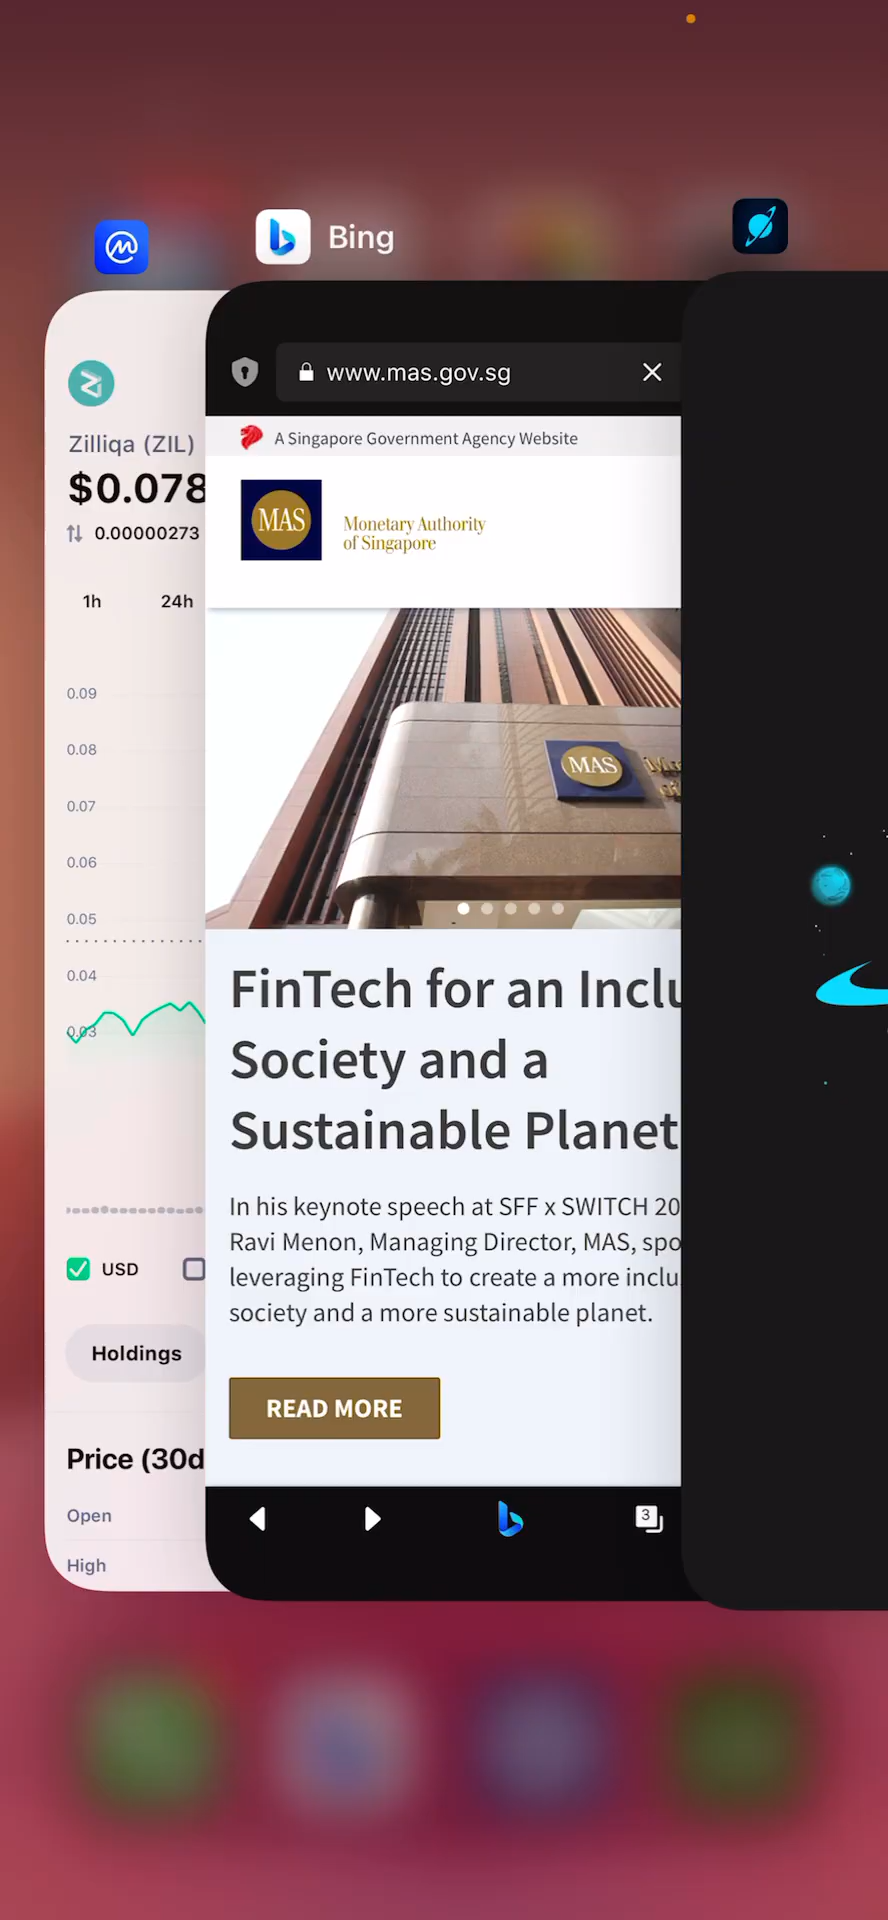 Bing
Zilliqa (ZIL)
$0.078
0.00000273
1h
24h
0.09
0.08
0.07
0.06
0.05
0.04
0.03
USD
Holdings
Price (30d
Open
High
www.mas.gov.sg
A Singapore Government Agency Website
MAS
Monetary Authority
of Singapore
MAS
FinTech for an Inclu
Society and a
Sustainable Planet
In his keynote speech at SFF x SWITCH 20
Ravi Menon, Managing Director, MAS, spo
leveraging FinTech to create a more inclu
society and a more sustainable planet.
READ MORE
3